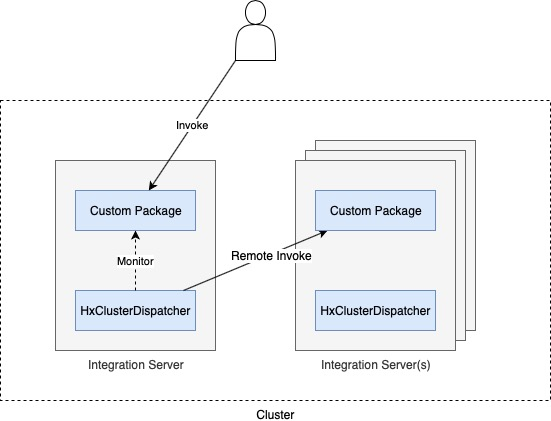 Invoke
Custom Package
Custom Package
Monitor
Remote Invoke
HxClusterDispatcher
HxClusterDispatcher
Integration Server
Integration Server(s)
Cluster